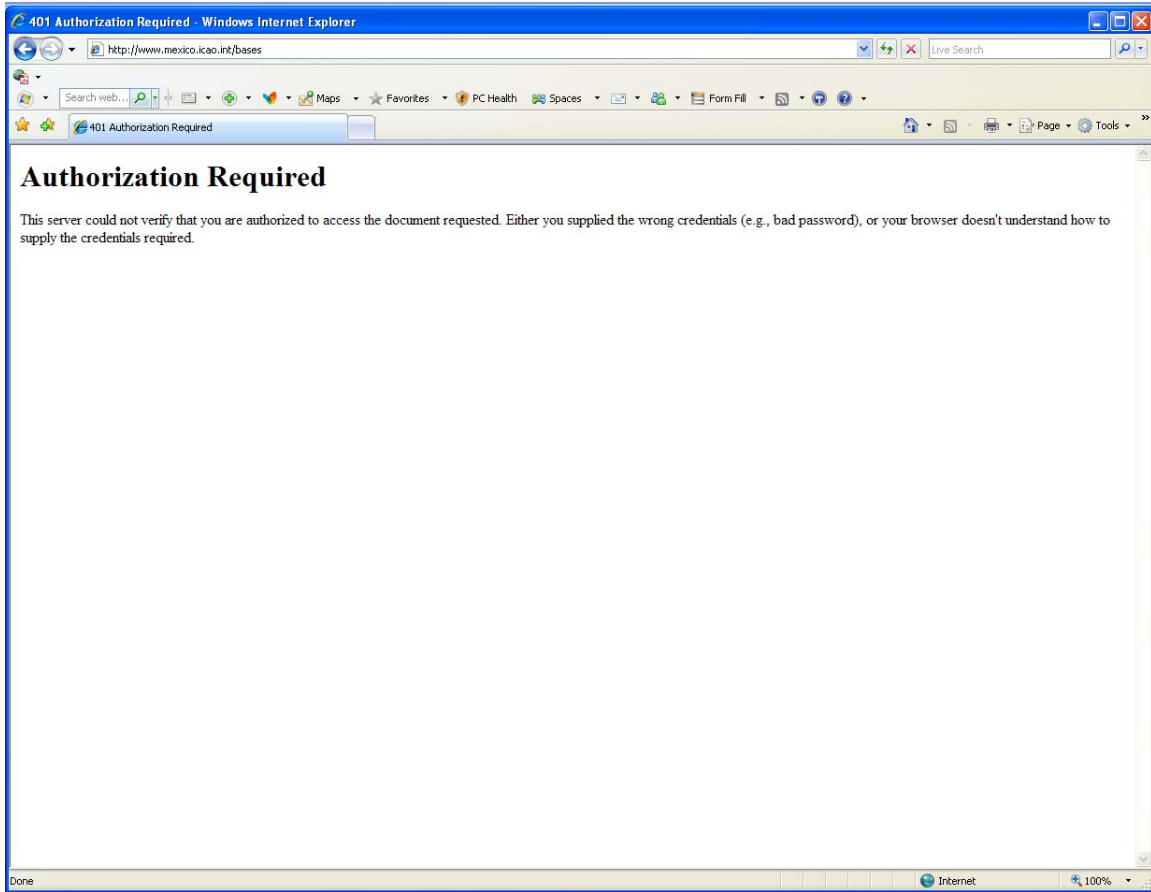 401 Authorization Required - Windows Internet Explorer
http://www.mexico.icao.int/bases Live Search
Search web... Maps Favorites PC Health Spaces Form Fill
401 Authorization Required Page Tools »
Authorization Required
This server could not verify that you are authorized to access the document requested. Either you supplied the wrong credentials (e.g., bad password), or your browser doesn't understand how to
supply the credentials required.
Done Internet 100%